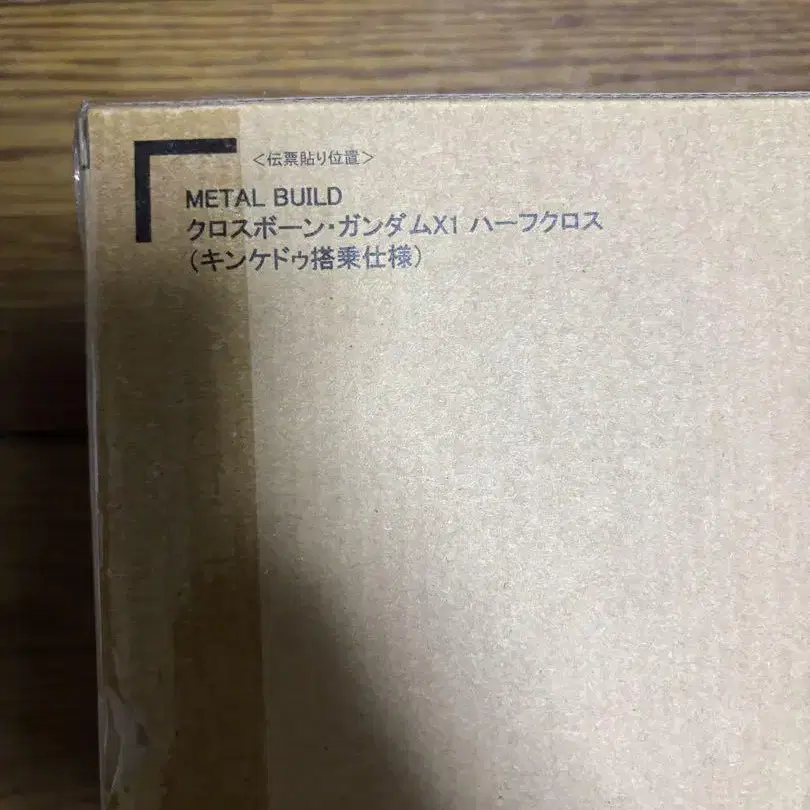 <伝票貼り位置>
METAL BUILD
クロスボーン・ガンダムX1 ハーフクロス
(キンケドゥ搭乗仕様)